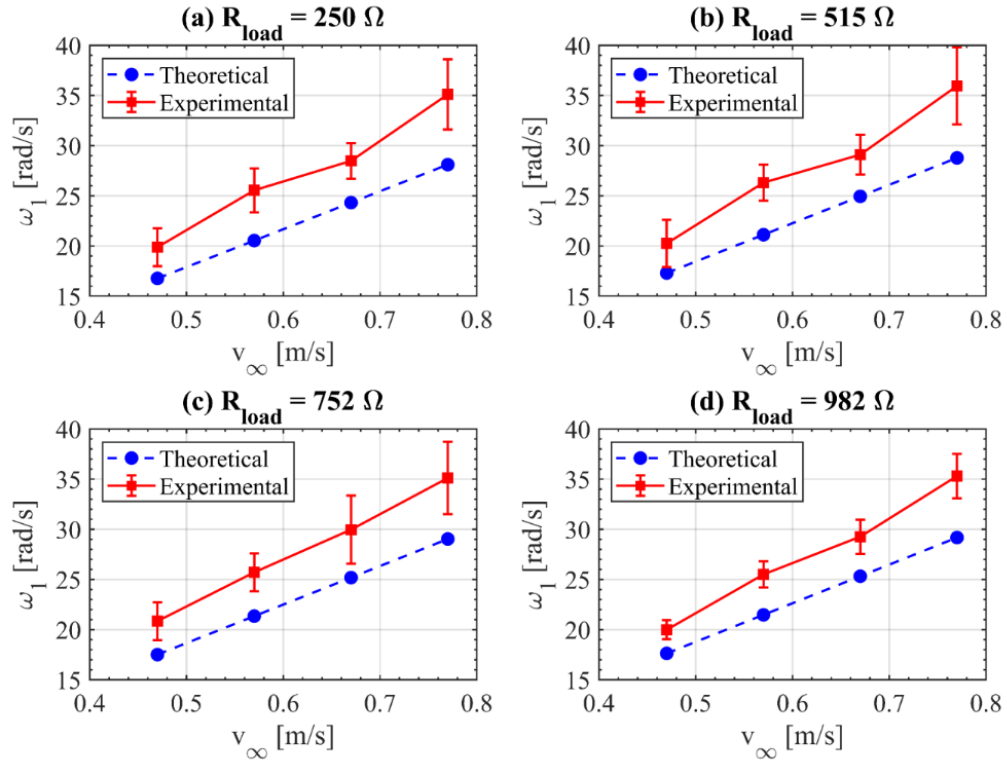 (a) R_load = 250 Ω
40
35
30
25
20
15
ω_1 [rad/s]
Theoretical
Experimental
0.4 0.5 0.6 0.7 0.8
v_∞ [m/s]
(b) R_load = 515 Ω
40
35
30
25
20
15
ω_1 [rad/s]
Theoretical
Experimental
0.4 0.5 0.6 0.7 0.8
v_∞ [m/s]
(c) R_load = 752 Ω
40
35
30
25
20
15
ω_1 [rad/s]
Theoretical
Experimental
0.4 0.5 0.6 0.7 0.8
v_∞ [m/s]
(d) R_load = 982 Ω
40
35
30
25
20
15
ω_1 [rad/s]
Theoretical
Experimental
0.4 0.5 0.6 0.7 0.8
v_∞ [m/s]